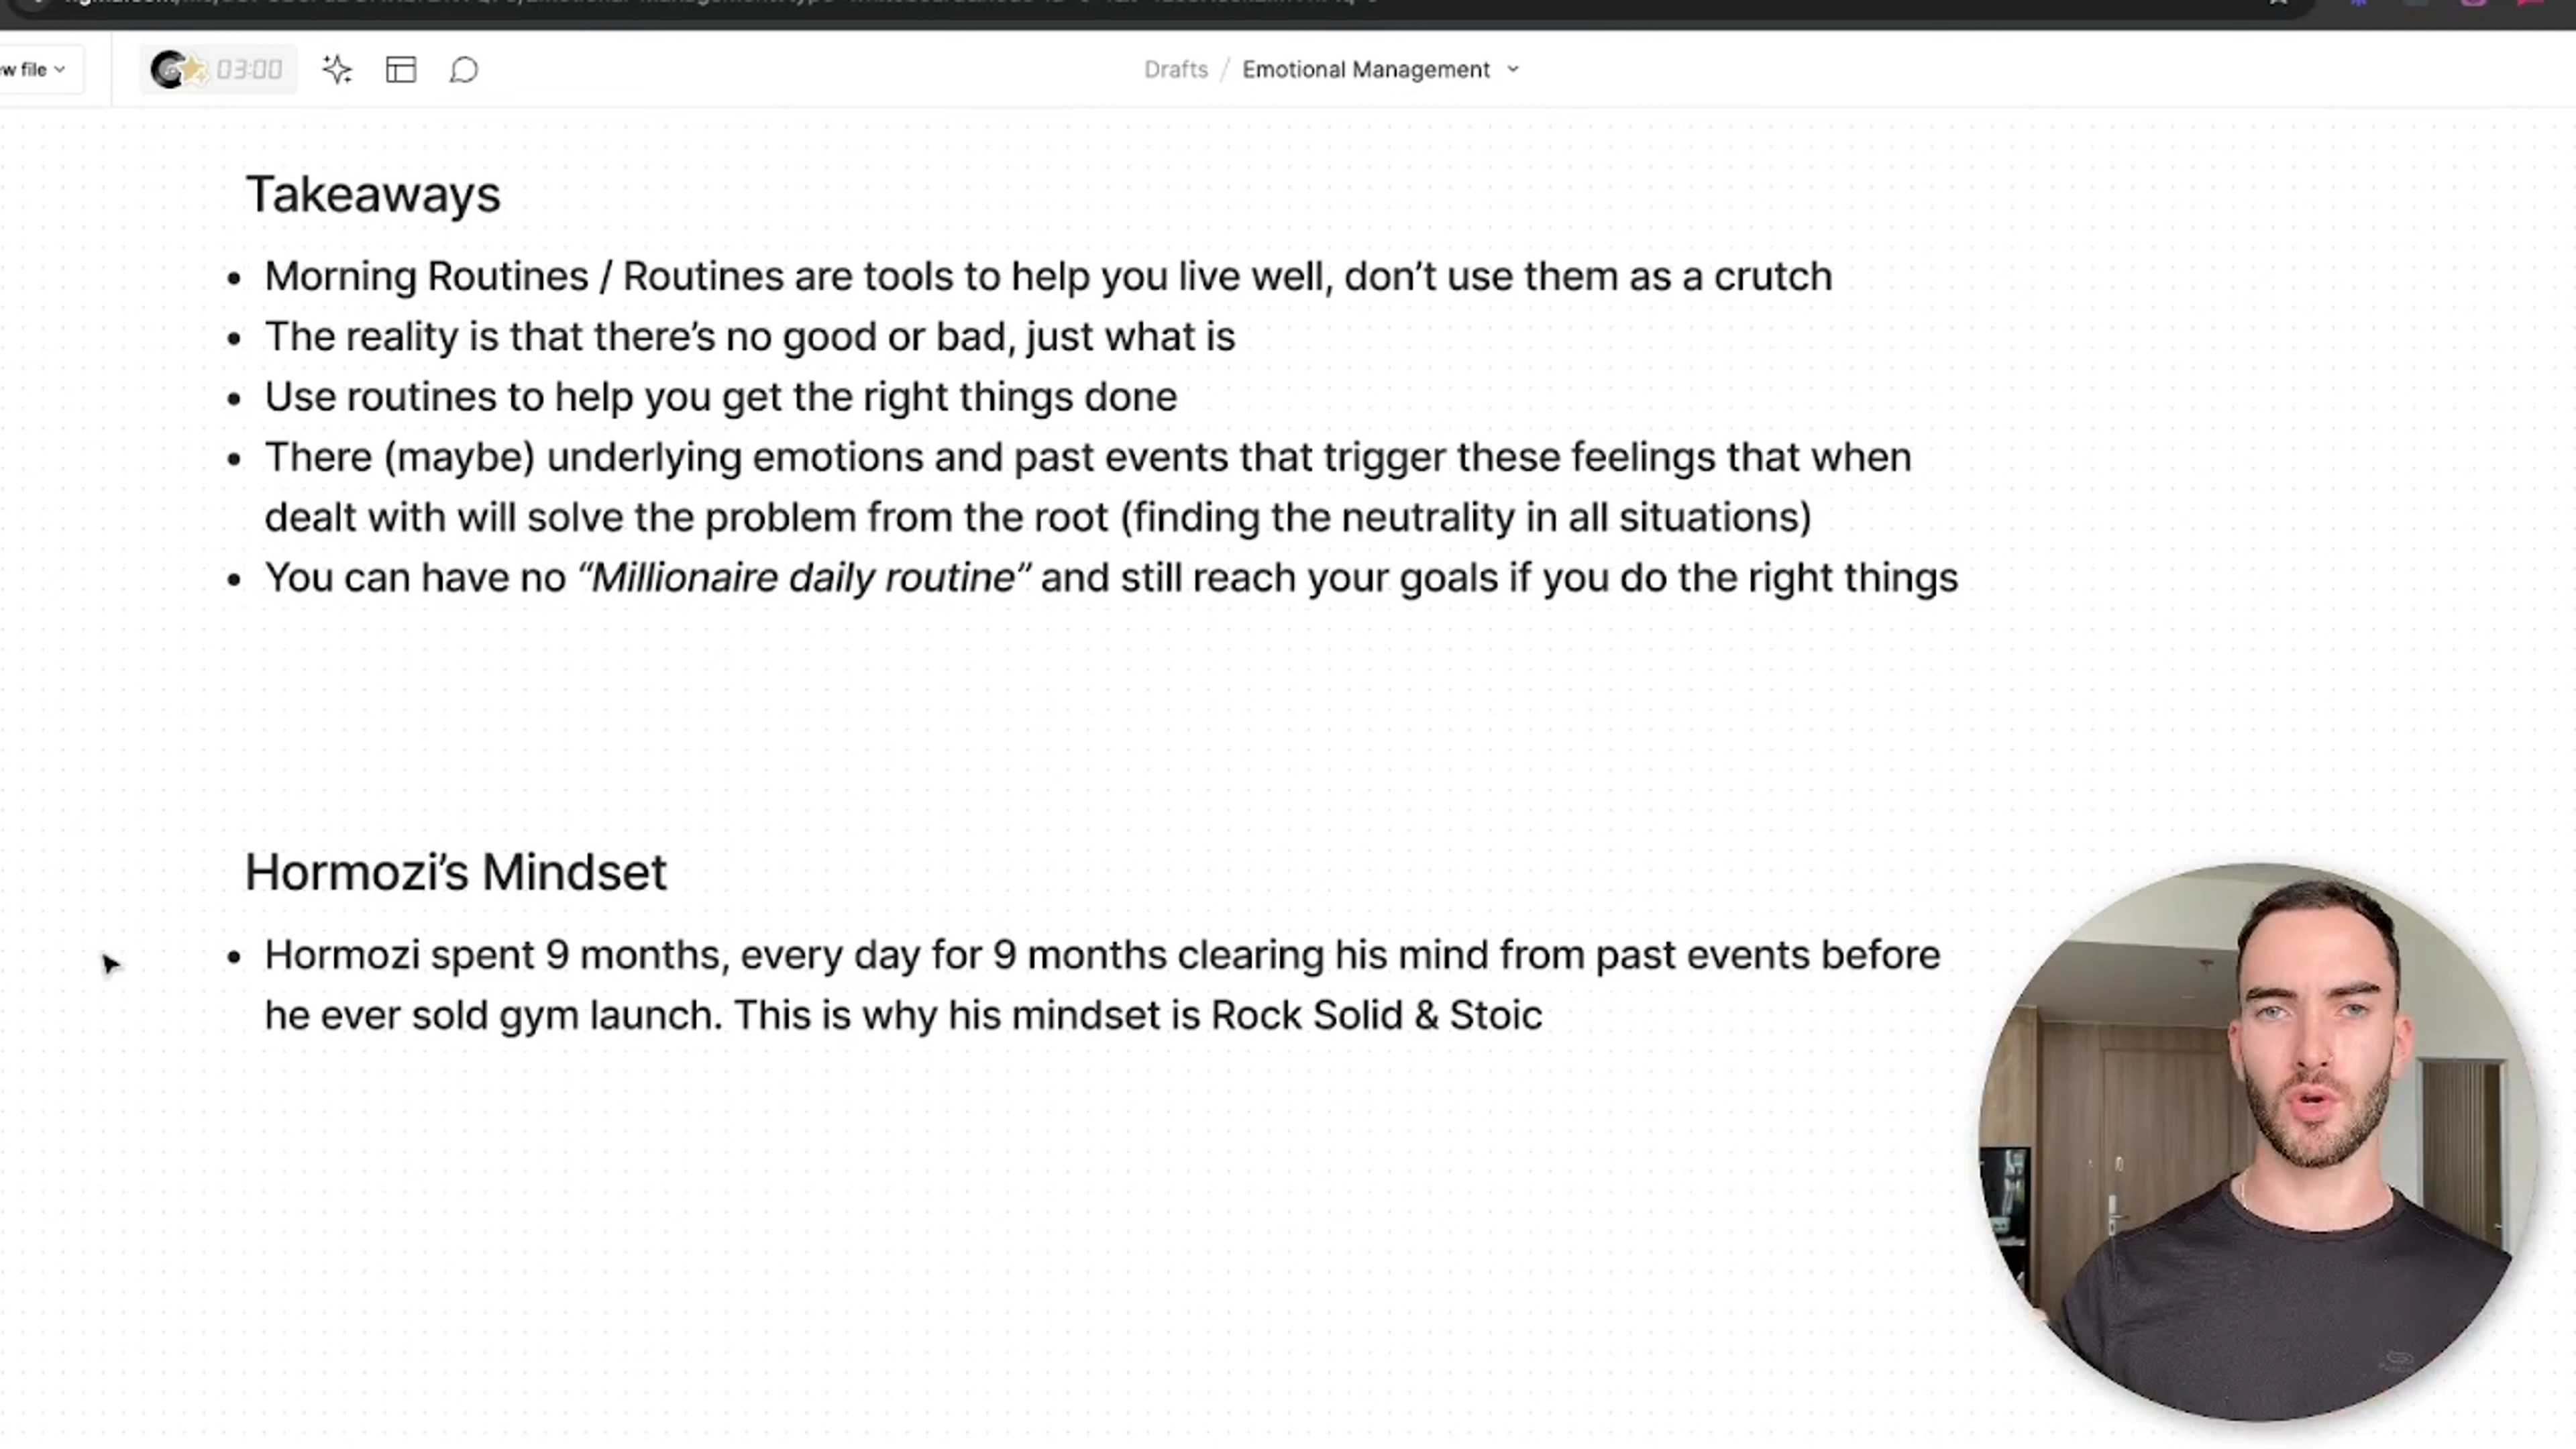 w file
03:00
Drafts / Emotional Management
Takeaways
• Morning Routines / Routines are tools to help you live well, don’t use them as a crutch
• The reality is that there’s no good or bad, just what is
• Use routines to help you get the right things done
• There (maybe) underlying emotions and past events that trigger these feelings that when
dealt with will solve the problem from the root (finding the neutrality in all situations)
• You can have no “Millionaire daily routine” and still reach your goals if you do the right things
Hormozi’s Mindset
• Hormozi spent 9 months, every day for 9 months clearing his mind from past events before
he ever sold gym launch. This is why his mindset is Rock Solid & Stoic